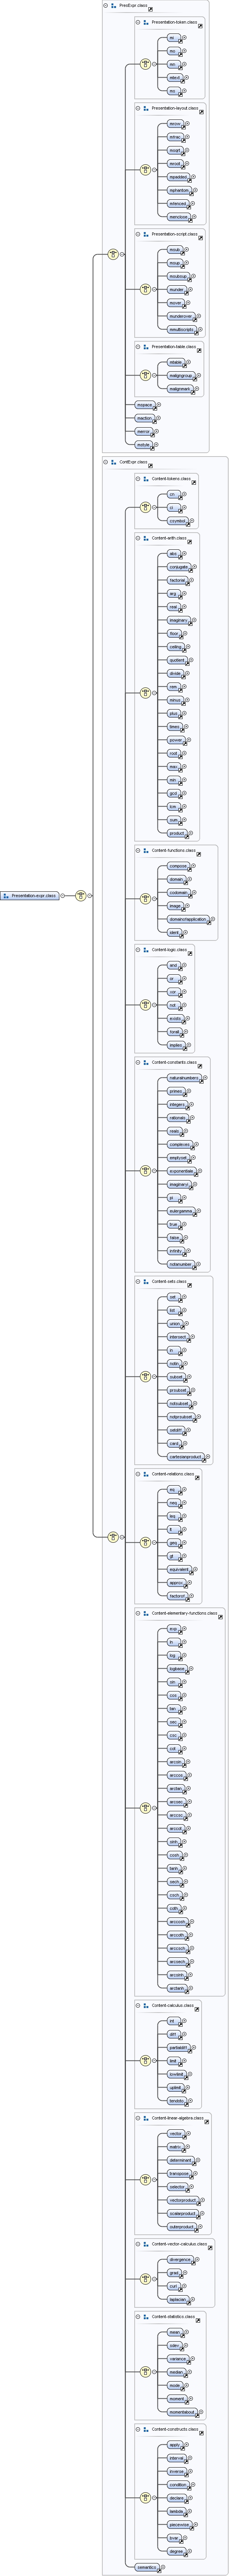 PresExpr.class
Presentation-token.class
mi
mo
mn
mtext
ms
Presentation-layout.class
mrow
mfrac
msqrt
mroot
mpadded
mphantom
mfenced
menclose
Presentation-script.class
msub
msup
msubsup
munder
mover
munderover
mmultiscripts
Presentation-table.class
mtable
maligngroup
malignmark
mspace
maction
merror
mstyle
ContExpr.class
Content-tokens.class
cn
ci
csymbol
Content-arith.class
abs
conjugate
factorial
arg
real
imaginary
floor
ceiling
quotient
divide
rem
minus
plus
times
power
root
max
min
gcd
lcm
sum
product
Content-functions.class
compose
domain
codomain
image
domainofapplication
ident
Presentation-expr.class
Content-logic.class
and
or
xor
not
exists
forall
implies
Content-constants.class
naturalnumbers
primes
integers
rationals
reals
complexes
emptyset
exponentiale
imaginaryi
pi
eulergamma
true
false
infinity
notanumber
Content-sets.class
set
list
union
intersect
in
notin
subset
prsubset
notsubset
notprsubset
setdiff
card
cartesianproduct
Content-relations.class
eq
neq
leq
lt
geq
gt
equivalent
approx
factorof
Content-elementary-functions.class
exp
ln
log
logbase
sin
cos
tan
sec
csc
cot
arcsin
arccos
arctan
arcsec
arccsc
arccot
sinh
cosh
tanh
sech
csch
coth
arccosh
arccoth
arccsch
arcsech
arcsinh
arctanh
Content-calculus.class
int
diff
partialdiff
limit
lowlimit
uplimit
tendsto
Content-linear-algebra.class
vector
matrix
determinant
transpose
selector
vectorproduct
scalarproduct
outerproduct
Content-vector-calculus.class
divergence
grad
curl
laplacian
Content-statistics.class
mean
sdev
variance
median
mode
moment
momentabout
Content-constructs.class
apply
interval
inverse
condition
declare
lambda
piecewise
bvar
degree
semantics